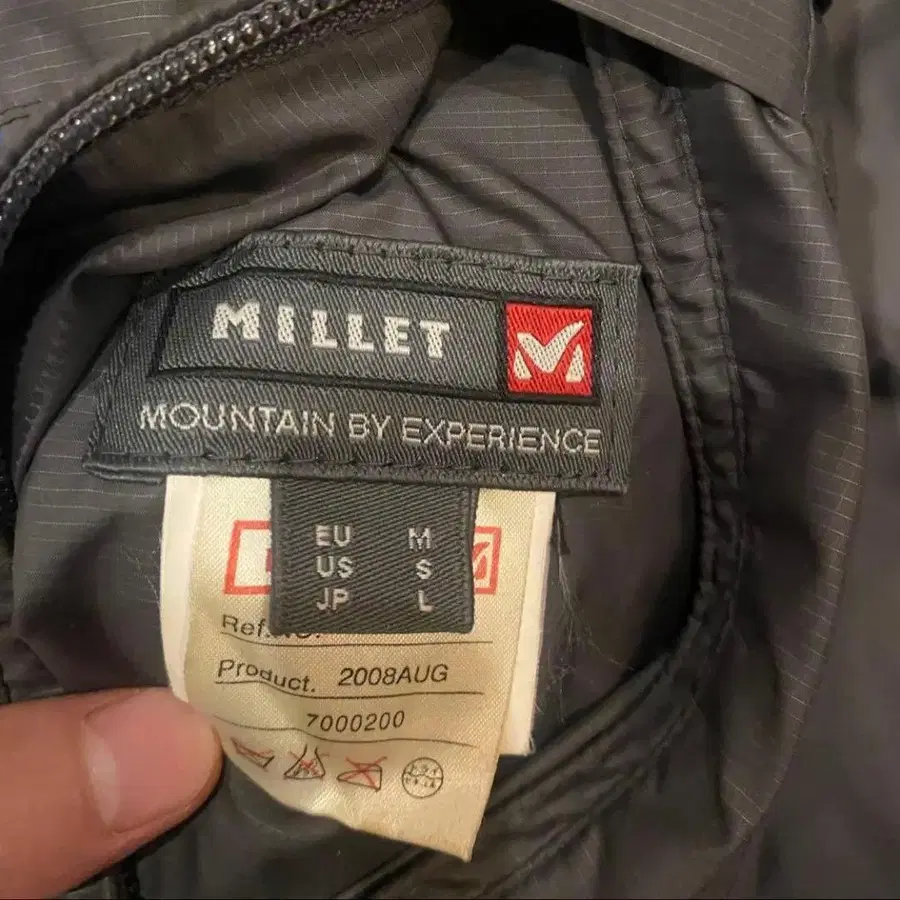 MILLET
MOUNTAIN BY EXPERIENCE
EU M
US S
JP L
Product. 2008AUG
7000200